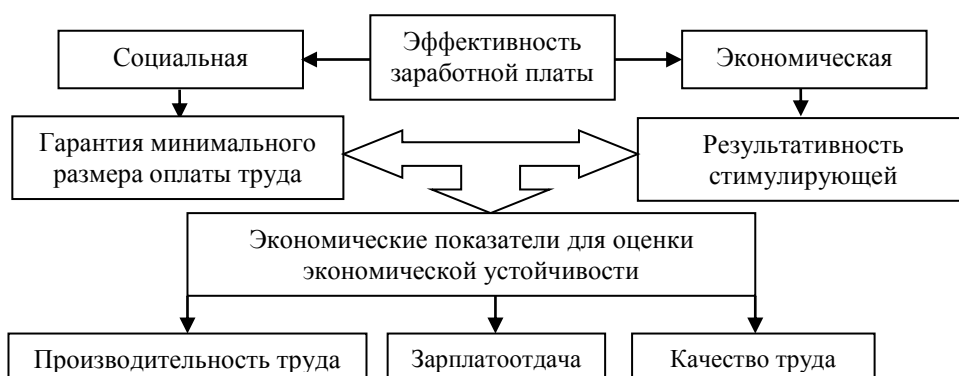 Социальная
Эффективность
заработной платы
Экономическая
Гарантия минимального
размера оплаты труда
Результативность
стимулирующей
Экономические показатели для оценки
экономической устойчивости
Производительность труда
Зарплатоотдача
Качество труда